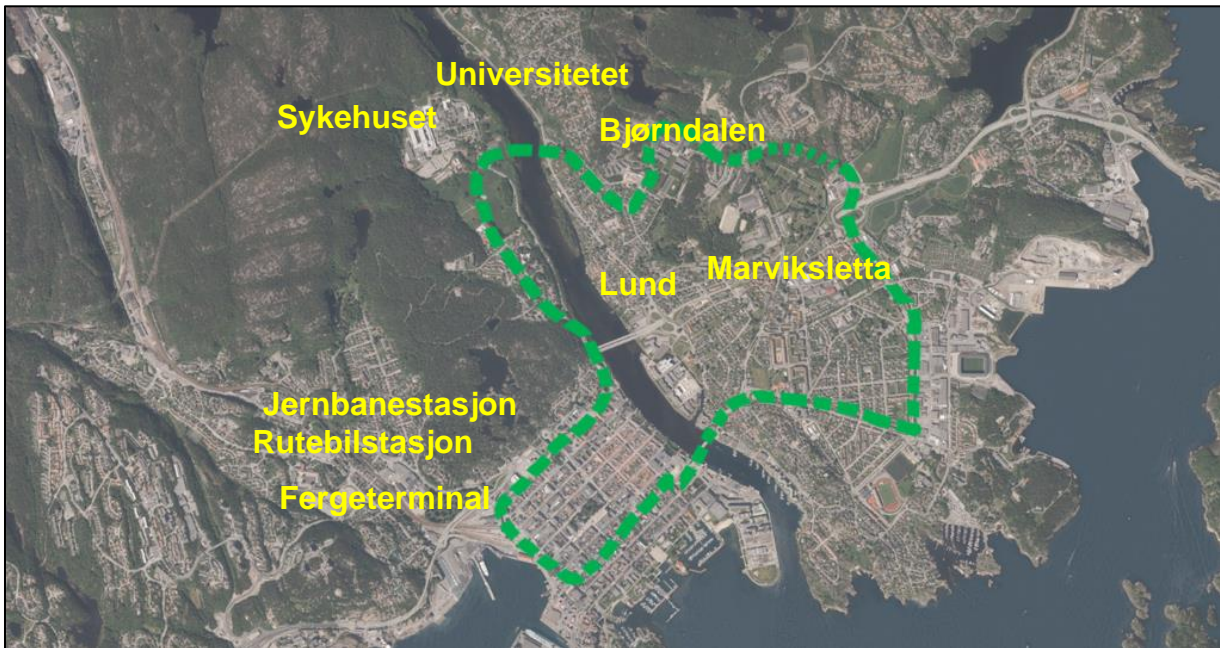 Universitetet
Sykehuset
Bjørndalen
Marviksletta
Lund
Jernbanestasjon
Rutebilstasjon
Fergeterminal